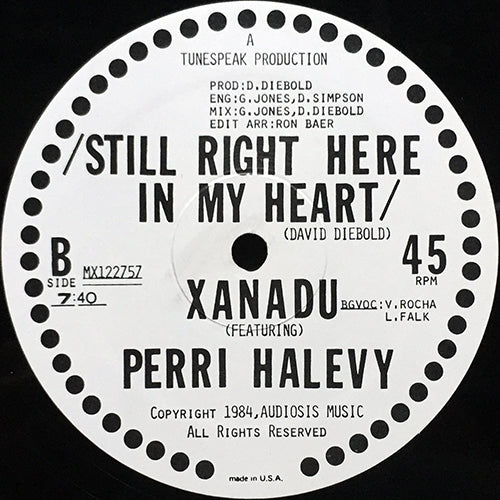 A
TUNESPEAK PRODUCTION
PROD:D.DIEBOLD
ENG:G.JONES,D.SIMPSON
MIX:G.JONES,D.DIEBOLD
EDIT ARR:RON BAER
/STILL RIGHT HERE
IN MY HEART/
(DAVID DIEBOLD)
B
SIDE
MX122757
7:40
45
RPM
XANADU
BGVOC:V.ROCHA
L.FALK
(FEATURING)
PERRI HALEVY
COPYRIGHT 1984,AUDIOSIS MUSIC
ALL RIGHTS RESERVED
made in U.S.A.